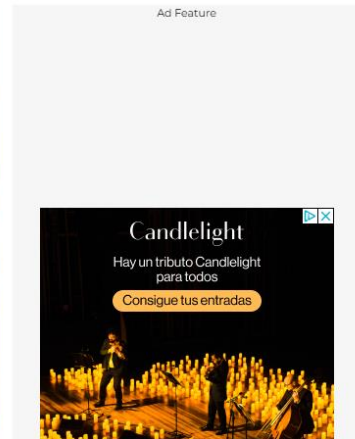 Ad Feature
Candlelight
Hay un tributo Candlelight
para todos
Consigue tus entradas